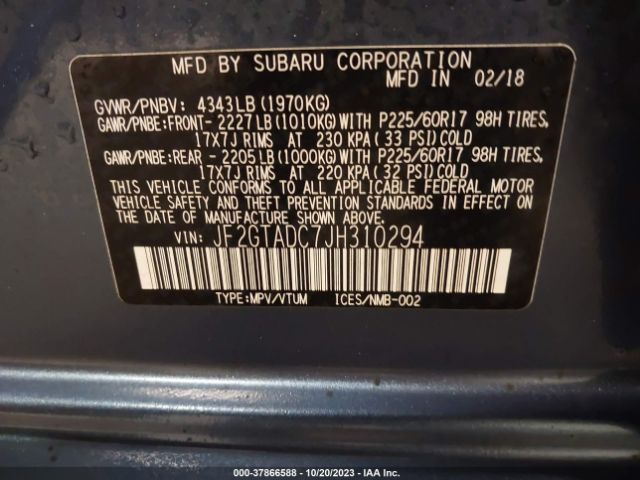 MFD BY SUBARU CORPORATION
MFD IN 02/18
GVWR/PNBV: 4343LB(1970KG)
GAWR/PNBE:FRONT-2227LB(1010KG)WITH P225/60R17 98H TIRES,
17X7J RIMS AT 230 KPA(33 PSI)COLD
GAWR/PNBE:REAR -2205LB(1000KG)WITH P225/60R17 98H TIRES,
17X7J RIMS AT 220 KPA(32 PSI)COLD
THIS VEHICLE CONFORMS TO ALL APPLICABLE FEDERAL MOTOR
VEHICLE SAFETY AND THEFT PREVENTION STANDARDS IN EFFECT
ON THE DATE OF MANUFACTURE SHOWN ABOVE.
VIN: JF2GTADC7JH310294
TYPE:MPV/VTUM ICES/NMB-002
000-37866588 - 10/20/2023 - IAA Inc.